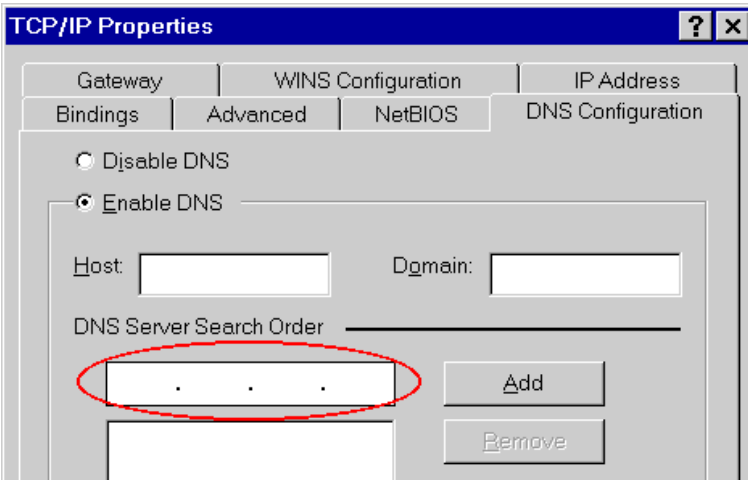 TCP/IP Properties ? ×
Gateway WINS Configuration IP Address
Bindings Advanced NetBIOS DNS Configuration
Disable DNS
Enable DNS
Host: Domain:
DNS Server Search Order
. . . Add
Remove